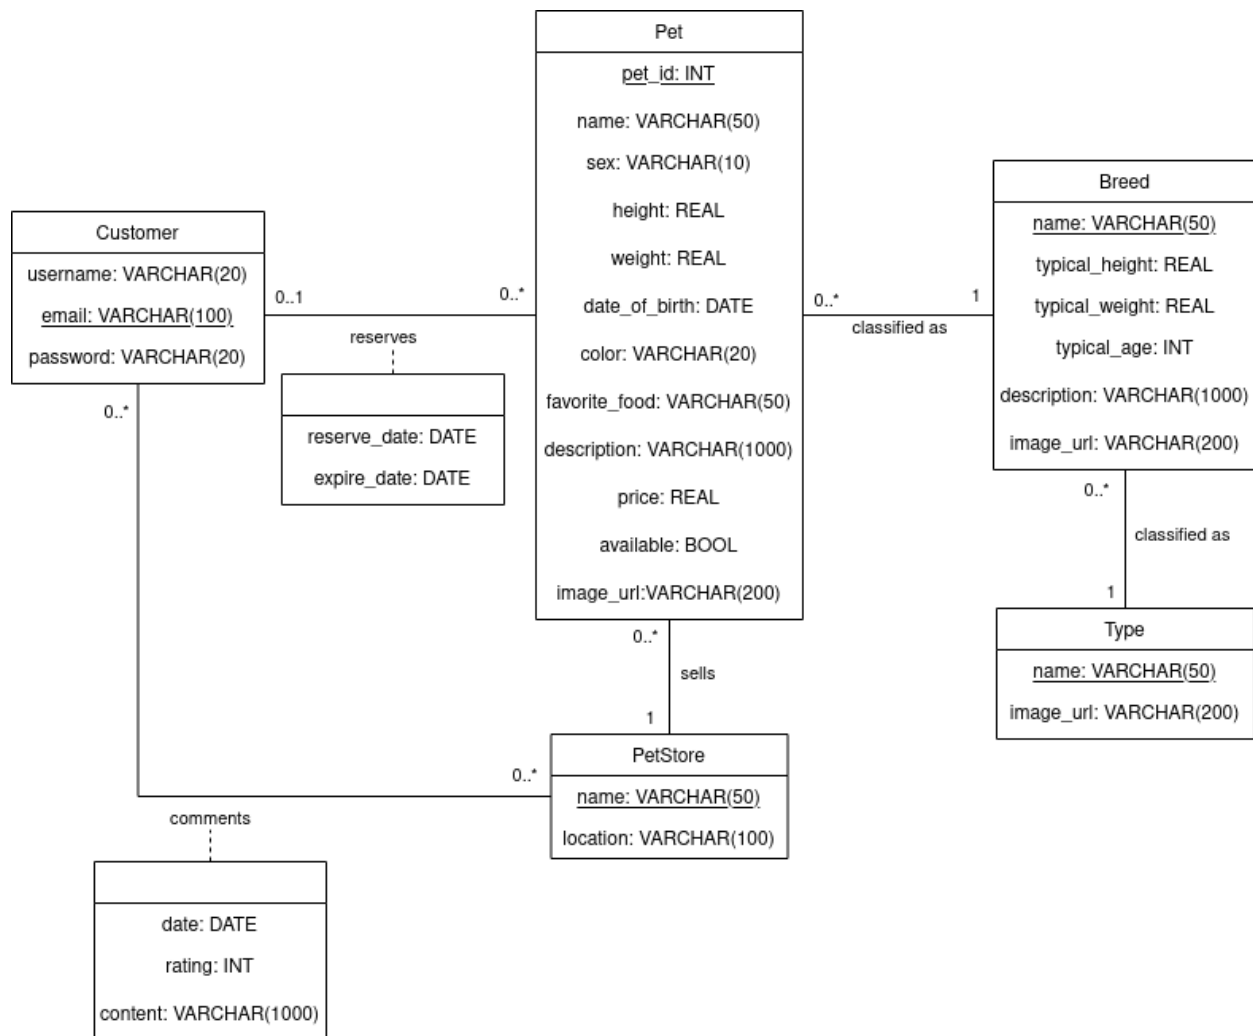 Pet
pet_id: INT
name: VARCHAR(50)
sex: VARCHAR(10)
height: REAL
weight: REAL
date_of_birth: DATE
color: VARCHAR(20)
favorite_food: VARCHAR(50)
description: VARCHAR(1000)
price: REAL
available: BOOL
image_url:VARCHAR(200)
Customer
username: VARCHAR(20)
email: VARCHAR(100)
password: VARCHAR(20)
0..1
0..*
reserves
reserve_date: DATE
expire_date: DATE
0..*
1
classified as
Breed
name: VARCHAR(50)
typical_height: REAL
typical_weight: REAL
typical_age: INT
description: VARCHAR(1000)
image_url: VARCHAR(200)
0..*
classified as
1
Type
name: VARCHAR(50)
image_url: VARCHAR(200)
0..*
sells
1
PetStore
name: VARCHAR(50)
location: VARCHAR(100)
0..*
0..*
comments
date: DATE
rating: INT
content: VARCHAR(1000)